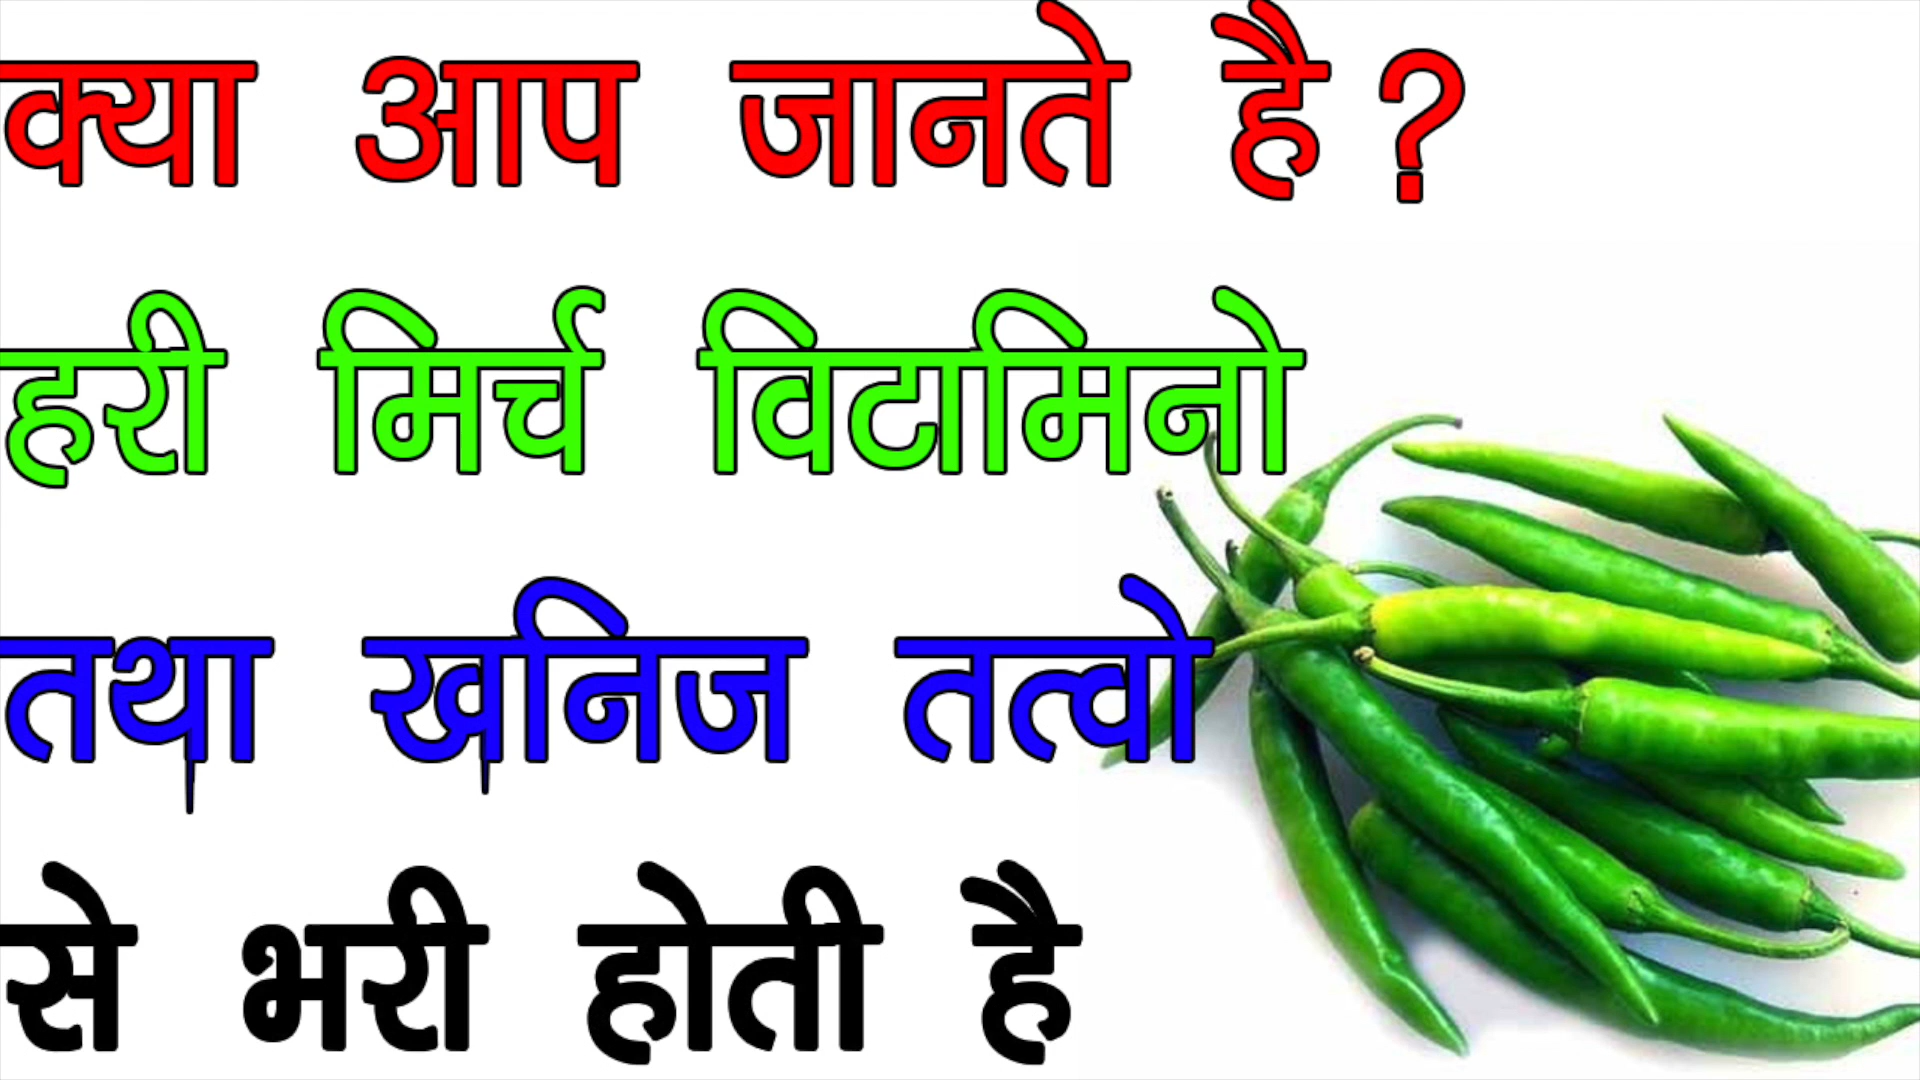 क्या आप जानते है ?
हरी मिर्च विटामिनो
तथा खनिज तत्वो
से भरी होती है